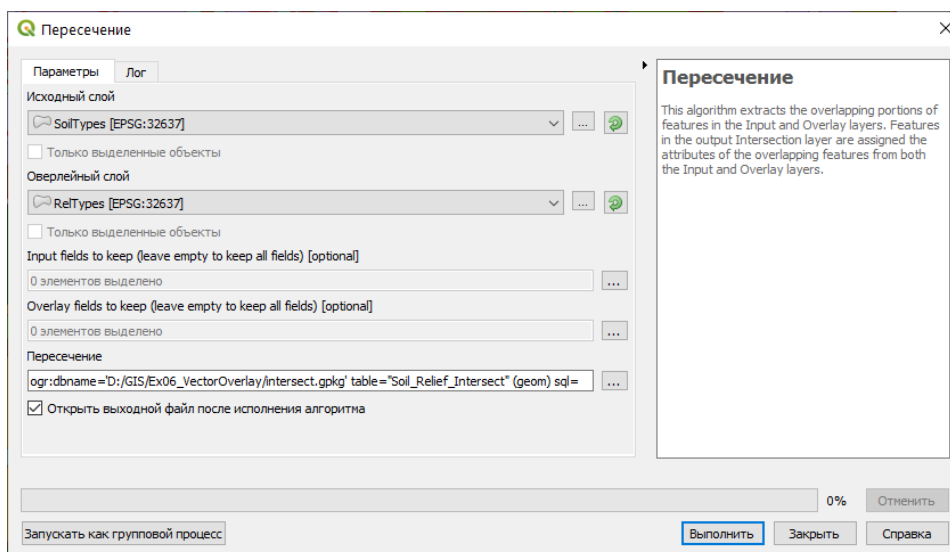 Пересечение
Параметры
Лог
Исходный слой
SoilTypes [EPSG:32637]
...
Только выделенные объекты
Оверлейный слой
RelTypes [EPSG:32637]
...
Только выделенные объекты
Input fields to keep (leave empty to keep all fields) [optional]
0 элементов выделено
...
Overlay fields to keep (leave empty to keep all fields) [optional]
0 элементов выделено
...
Пересечение
ogr:dbname='D:/GIS/Ex06_VectorOverlay/intersect.gpkg' table="Soil_Relief_Intersect" (geom) sql=
...
Открыть выходной файл после исполнения алгоритма
Пересечение
This algorithm extracts the overlapping portions of
features in the Input and Overlay layers. Features
in the output Intersection layer are assigned the
attributes of the overlapping features from both
the Input and Overlay layers.
0%
Отменить
Запускать как групповой процесс
Выполнить
Закрыть
Справка